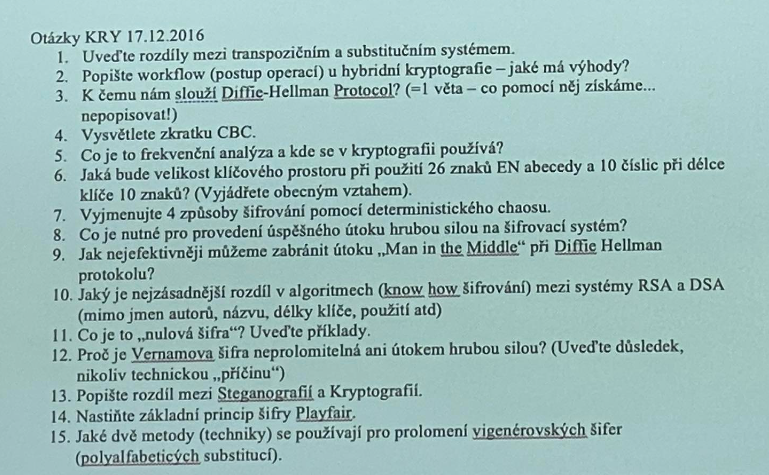 Otázky KRY 17.12.2016
1. Uveďte rozdíly mezi transpozičním a substitučním systémem.
2. Popište workflow (postup operací) u hybridní kryptografie – jaké má výhody?
3. K čemu nám slouží Diffie-Hellman Protocol? (=1 věta – co pomocí něj získáme...
nepopisovat!)
4. Vysvětlete zkratku CBC.
5. Co je to frekvenční analýza a kde se v kryptografii používá?
6. Jaká bude velikost klíčového prostoru při použití 26 znaků EN abecedy a 10 číslic při délce
klíče 10 znaků? (Vyjádřete obecným vztahem).
7. Vyjmenujte 4 způsoby šifrování pomocí deterministického chaosu.
8. Co je nutné pro provedení úspěšného útoku hrubou silou na šifrovací systém?
9. Jak nejefektivněji můžeme zabránit útoku „Man in the Middle“ při Diffie Hellman
protokolu?
10. Jaký je nejzásadnější rozdíl v algoritmech (know how šifrování) mezi systémy RSA a DSA
(mimo jmen autorů, názvu, délky klíče, použití atd)
11. Co je to „nulová šifra“? Uveďte příklady.
12. Proč je Vernamova šifra neprolomitelná ani útokem hrubou silou? (Uveďte důsledek,
nikoliv technickou „příčinu“)
13. Popište rozdíl mezi Steganografií a Kryptografií.
14. Nastiňte základní princip šifry Playfair.
15. Jaké dvě metody (techniky) se používají pro prolomení vigenérovských šifer
(polyalfabetických substitucí).